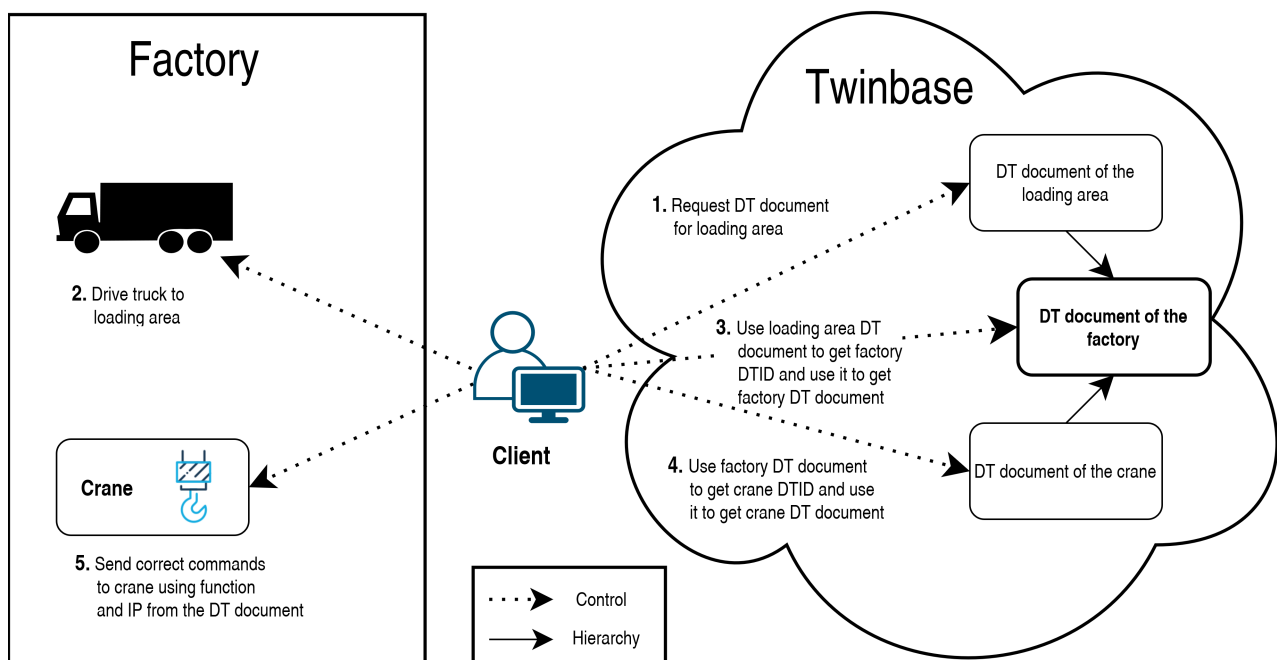 Factory
2. Drive truck to
loading area
Crane
5. Send correct commands
to crane using function
and IP from the DT document
Client
Control
Hierarchy
Twinbase
1. Request DT document
for loading area
DT document of the
loading area
3. Use loading area DT
document to get factory
DTID and use it to get
factory DT document
DT document of the
factory
4. Use factory DT document
to get crane DTID and use
it to get crane DT document
DT document of the crane